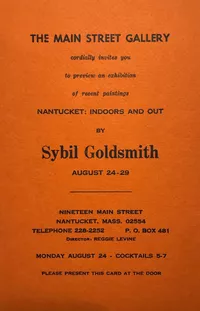 THE MAIN STREET GALLERY
cordially invites you
to preview an exhibition
of recent paintings
NANTUCKET: INDOORS AND OUT
BY
Sybil Goldsmith
AUGUST 24-29
NINETEEN MAIN STREET
NANTUCKET, MASS. 02554
TELEPHONE 228-2252 P. O. BOX 481
DIRECTOR: REGGIE LEVINE
MONDAY AUGUST 24 - COCKTAILS 5-7
PLEASE PRESENT THIS CARD AT THE DOOR